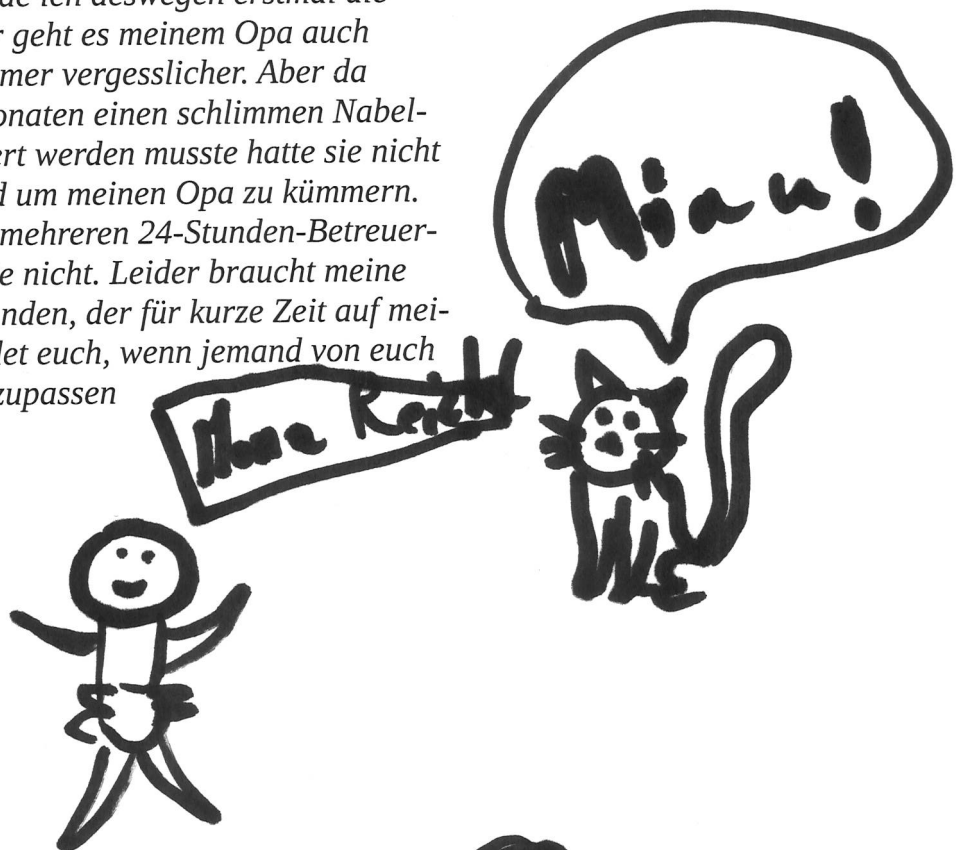 r geht es meinem Opa auch
mer vergesslicher. Aber da
onaten einen schlimmen Nabel-
ert werden musste hatte sie nicht
d um meinen Opa zu kümmern.
mehreren 24-Stunden-Betreuer-
e nicht. Leider braucht meine
nden, der für kurze Zeit auf mei-
let euch, wenn jemand von euch
zupassen
Miau!